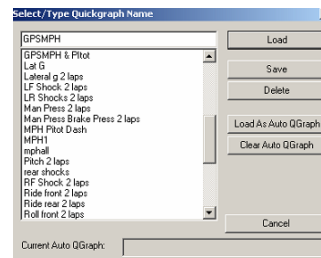 Select/Type Quickgraph Name
GPSMPH
Load
GPSMPH & Pitot
Lat G
Lateral g 2 laps
LF Shock 2 laps
LR Shocks 2 laps
Man Press 2 laps
Man Press Brake Press 2 laps
MPH Pitot Dash
MPH1
mphall
Pitch 2 laps
rear shocks
RF Shock 2 laps
Ride front 2 laps
Ride rear 2 laps
Roll front 2 laps
Save
Delete
Load As Auto QGraph
Clear Auto QGraph
Cancel
Current Auto QGraph: